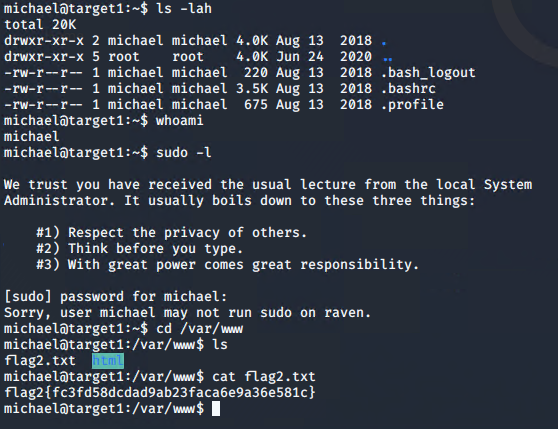 michael@target1:~$ ls -lah
total 20K
drwxr-xr-x 2 michael michael 4.0K Aug 13  2018 .
drwxr-xr-x 5 root    root    4.0K Jun 24  2020 ..
-rw-r--r-- 1 michael michael  220 Aug 13  2018 .bash_logout
-rw-r--r-- 1 michael michael 3.5K Aug 13  2018 .bashrc
-rw-r--r-- 1 michael michael  675 Aug 13  2018 .profile
michael@target1:~$ whoami
michael
michael@target1:~$ sudo -l
We trust you have received the usual lecture from the local System
Administrator. It usually boils down to these three things:
#1) Respect the privacy of others.
#2) Think before you type.
#3) With great power comes great responsibility.
[sudo] password for michael:
Sorry, user michael may not run sudo on raven.
michael@target1:~$ cd /var/www
michael@target1:/var/www$ ls
flag2.txt  html
michael@target1:/var/www$ cat flag2.txt
flag2{fc3fd58dcdad9ab23faca6e9a36e581c}
michael@target1:/var/www$